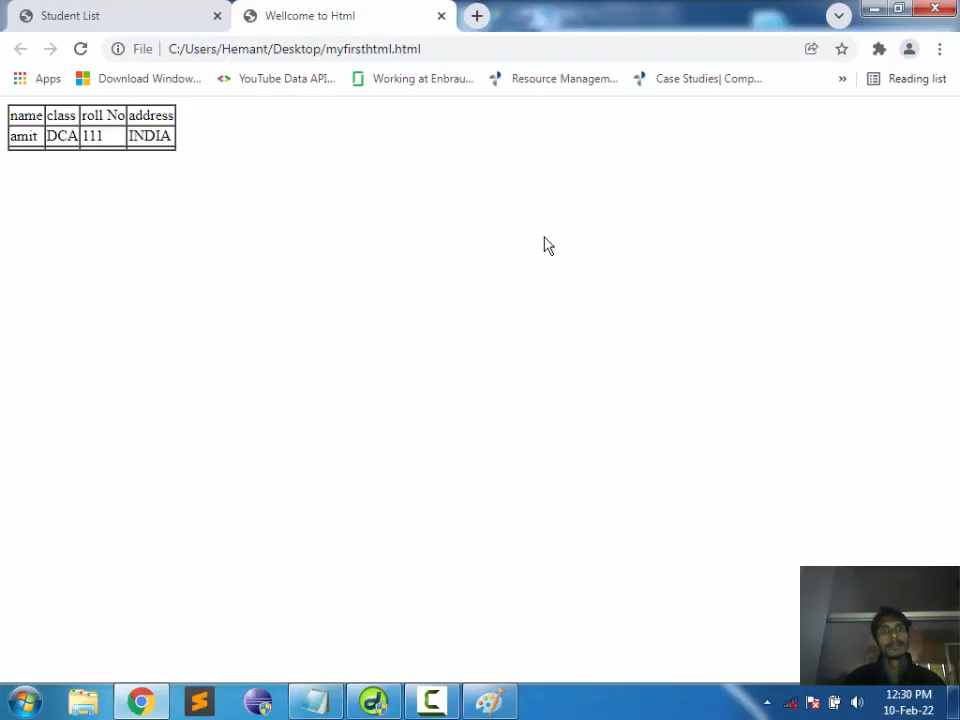 Student List
Wellcome to Html
File
C:/Users/Hemant/Desktop/myfirsthtml.html
Apps
Download Window...
YouTube Data API...
Working at Enbrau...
Resource Managem...
Case Studies| Comp...
»
Reading list
name class roll No address
amit DCA 111 INDIA
12:30 PM
10-Feb-22